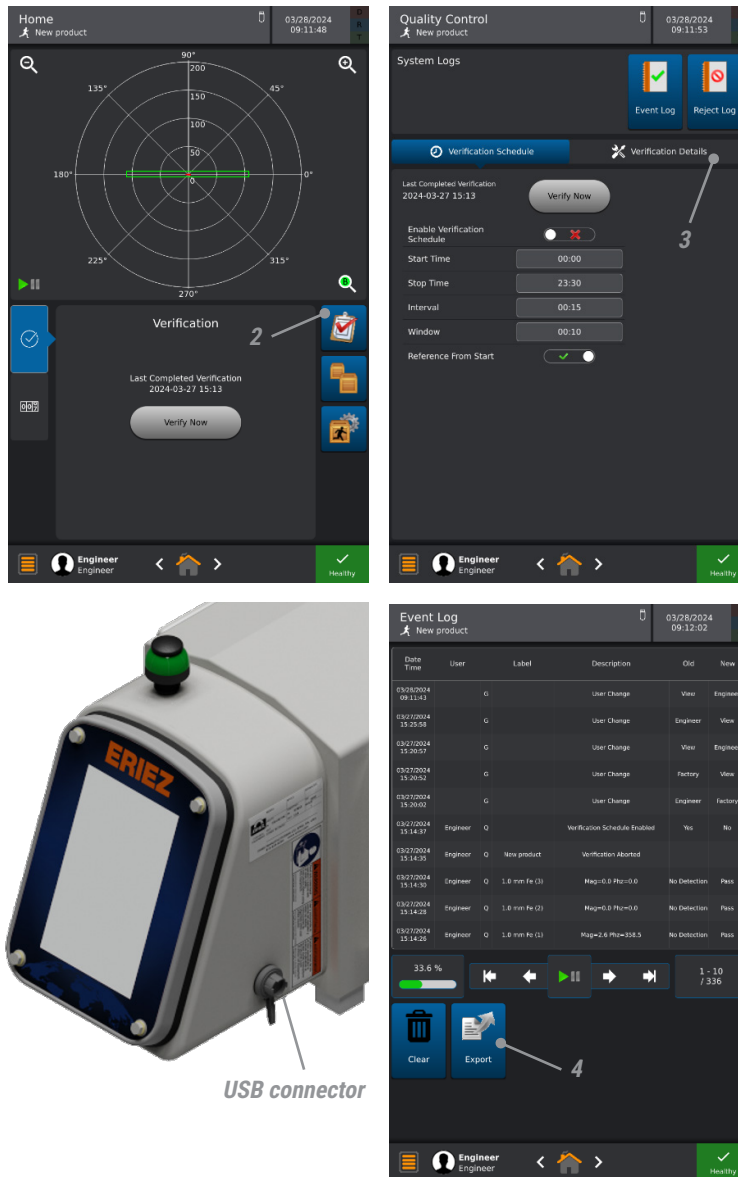 Home
New product
03/28/2024
09:11:48
D
R
T
90°
200
135°
45°
150
100
50
180°
0
0°
225°
315°
B
270°
Verification
2
Last Completed Verification
2024-03-27 15:13
Verify Now
Engineer
Engineer
Healthy
Quality Control
New product
03/28/2024
09:11:53
System Logs
Event Log
Reject Log
Verification Schedule
Verification Details
3
Last Completed Verification
2024-03-27 15:13
Verify Now
Enable Verification
Schedule
Start Time 00:00
Stop Time 23:30
Interval 00:15
Window 00:10
Reference From Start
Engineer
Engineer
Healthy
ERIEZ
USB connector
Event Log
New product
03/28/2024
09:12:02
Date
Time User Label Description Old New
03/28/2024
09:11:43 G User Change View Engineer
03/27/2024
15:25:58 G User Change Engineer View
03/27/2024
15:20:57 G User Change View Engineer
03/27/2024
15:20:52 G User Change Factory View
03/27/2024
15:20:02 G User Change Engineer Factory
03/27/2024
15:14:37 Engineer Q Verification Schedule Enabled Yes No
03/27/2024
15:14:35 Engineer Q New product Verification Aborted
03/27/2024
15:14:30 Engineer Q 1.0 mm Fe (3) Mag=0.0 Phz=0.0 No Detection Pass
03/27/2024
15:14:28 Engineer Q 1.0 mm Fe (2) Mag=0.0 Phz=0.0 No Detection Pass
03/27/2024
15:14:26 Engineer Q 1.0 mm Fe (1) Mag=2.6 Phz=358.5 No Detection Pass
33.6 %
1 - 10
/ 336
Clear
Export
4
Engineer
Engineer
Healthy